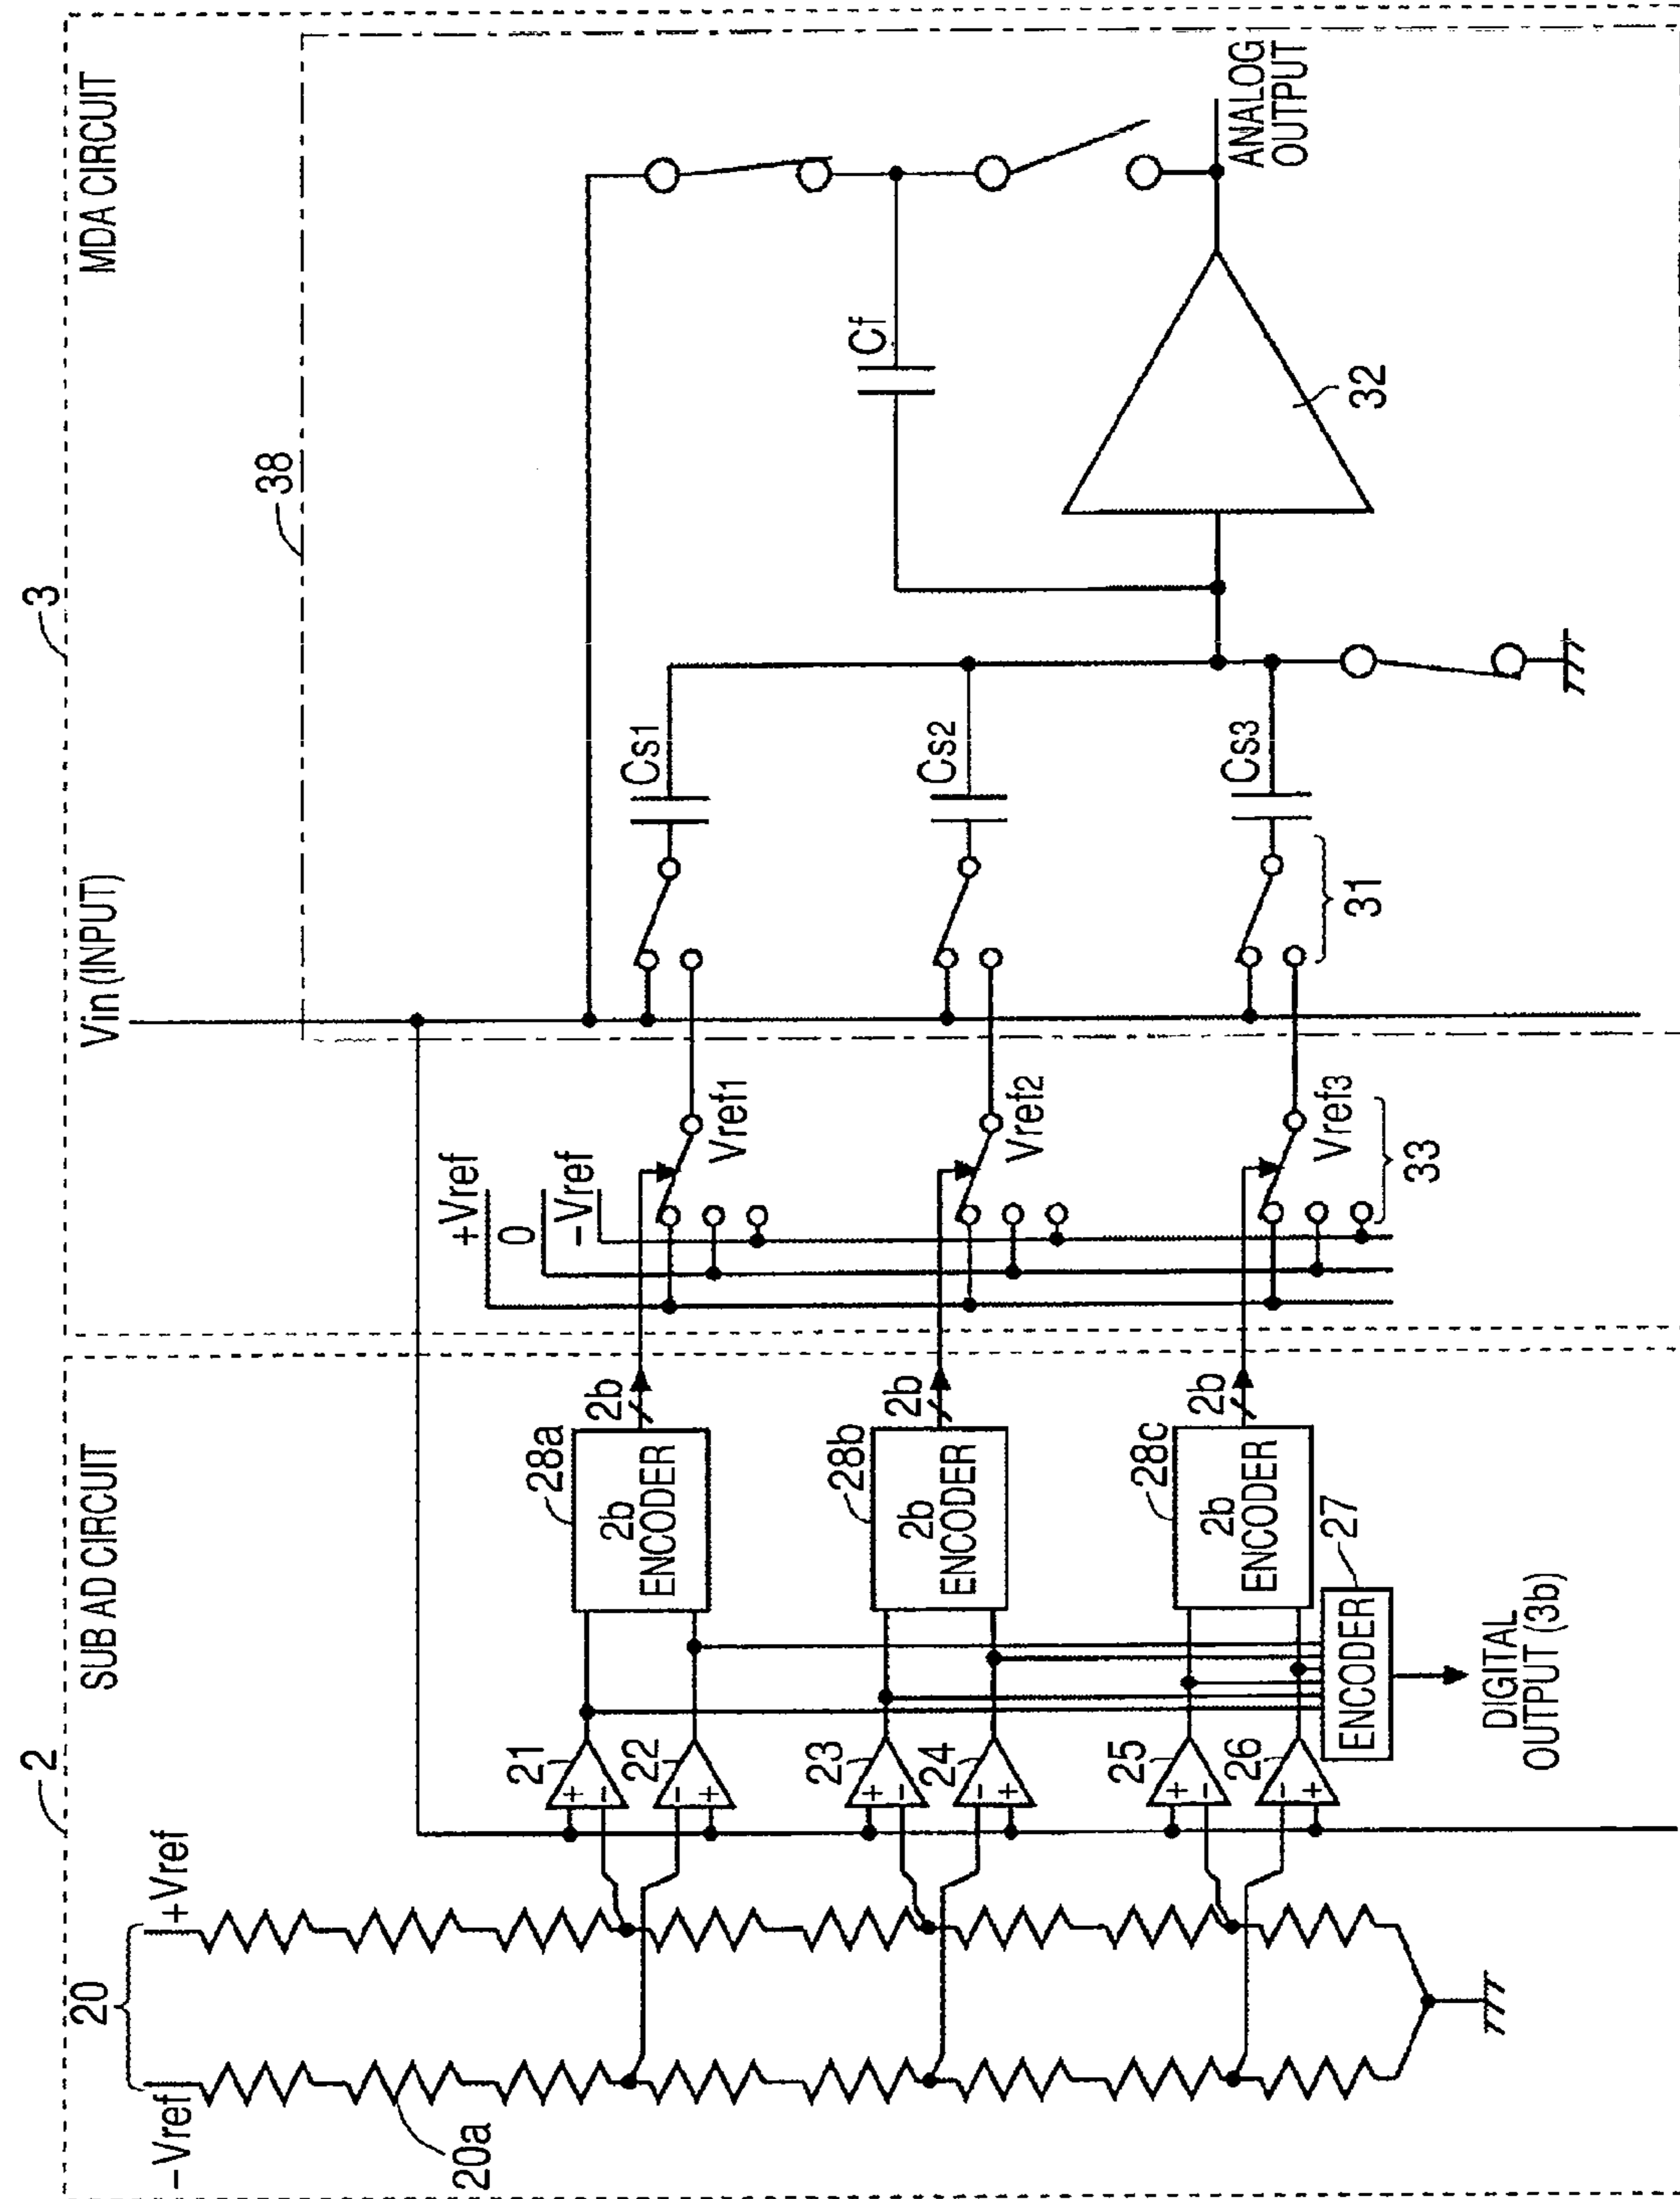 3
38
MDA CIRCUIT
Vin (INPUT)
Cf
32
ANALOG
OUTPUT
Cs1
Cs2
Cs3
31
+Vref
0
-Vref
Vref1
Vref2
Vref3
33
2
SUB AD CIRCUIT
28a
2b
ENCODER
2b
28b
2b
ENCODER
2b
28c
2b
ENCODER
2b
27
ENCODER
DIGITAL
OUTPUT (3b)
21
+
-
22
-
+
23
+
-
24
-
+
25
+
-
26
-
+
20
+Vref
-Vref
20a